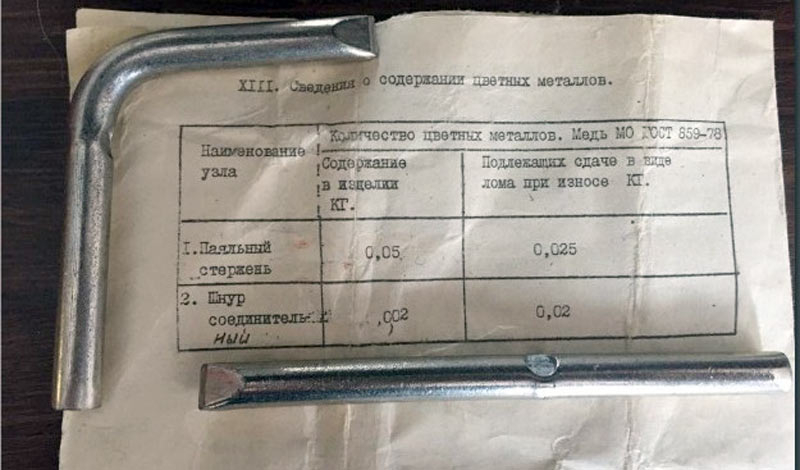 XIII. Сведения о содержании цветных металлов.
Наименование узла
Количество цветных металлов. Медь МО ГОСТ 859-78
Содержание в изделии КГ.
Подлежащих сдаче в виде лома при износе КГ.
1. Паяльный стержень
0,05
0,025
2. Шнур соединительный
,002
0,02